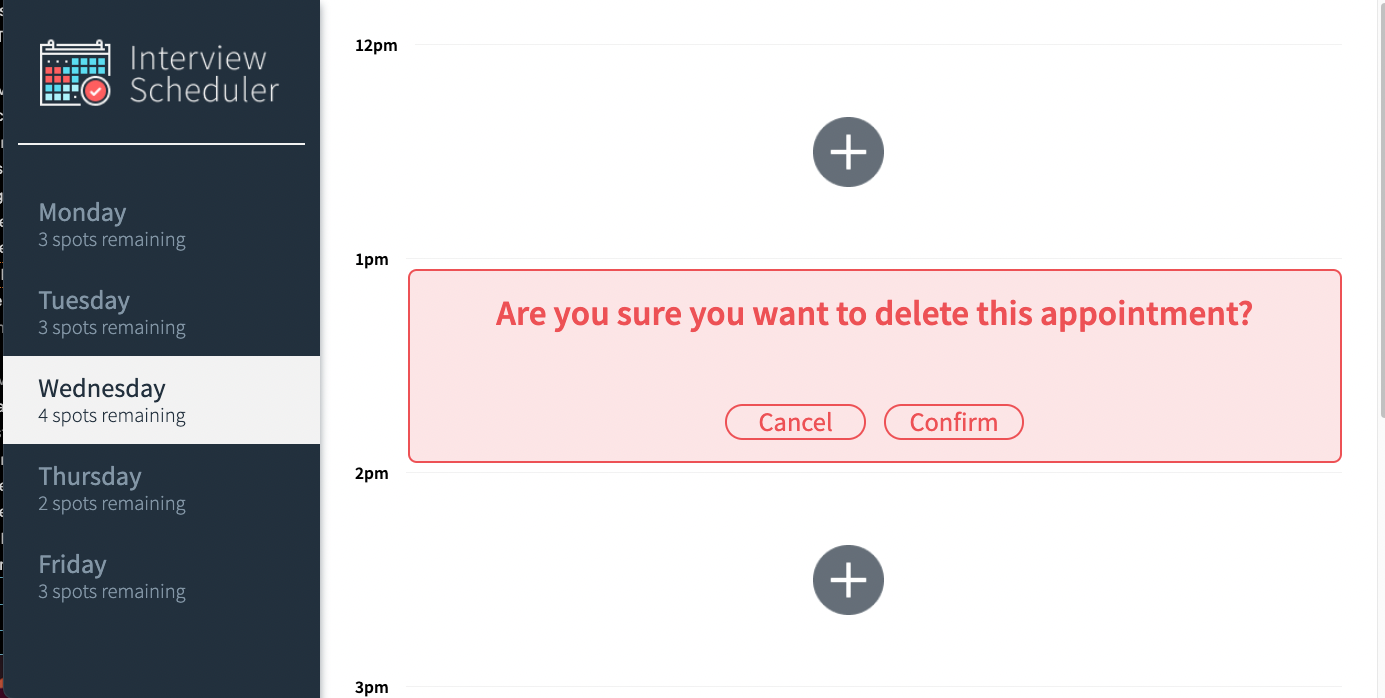 Interview
Scheduler
Monday
3 spots remaining
Tuesday
3 spots remaining
Wednesday
4 spots remaining
Thursday
2 spots remaining
Friday
3 spots remaining
12pm
1pm
Are you sure you want to delete this appointment?
Cancel Confirm
2pm
3pm